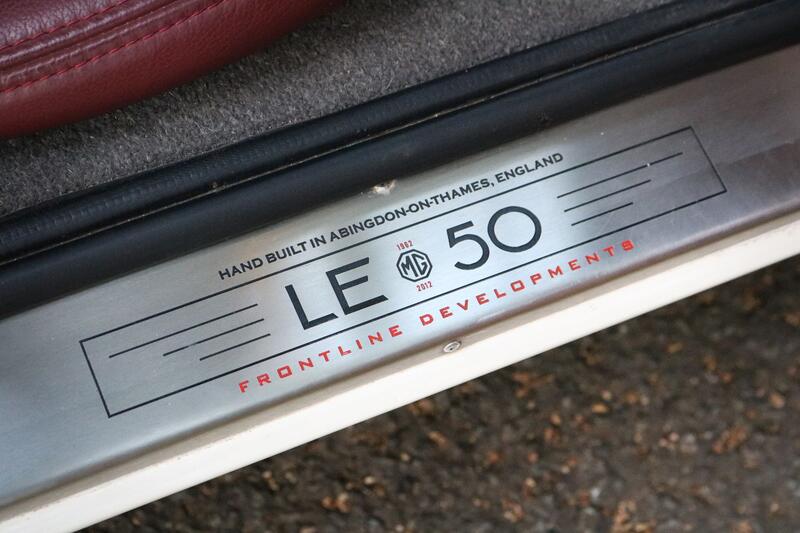 HAND BUILT IN ABINGDON-ON-THAMES, ENGLAND
1962
LE MG 50
2012
FRONTLINE DEVELOPMENTS